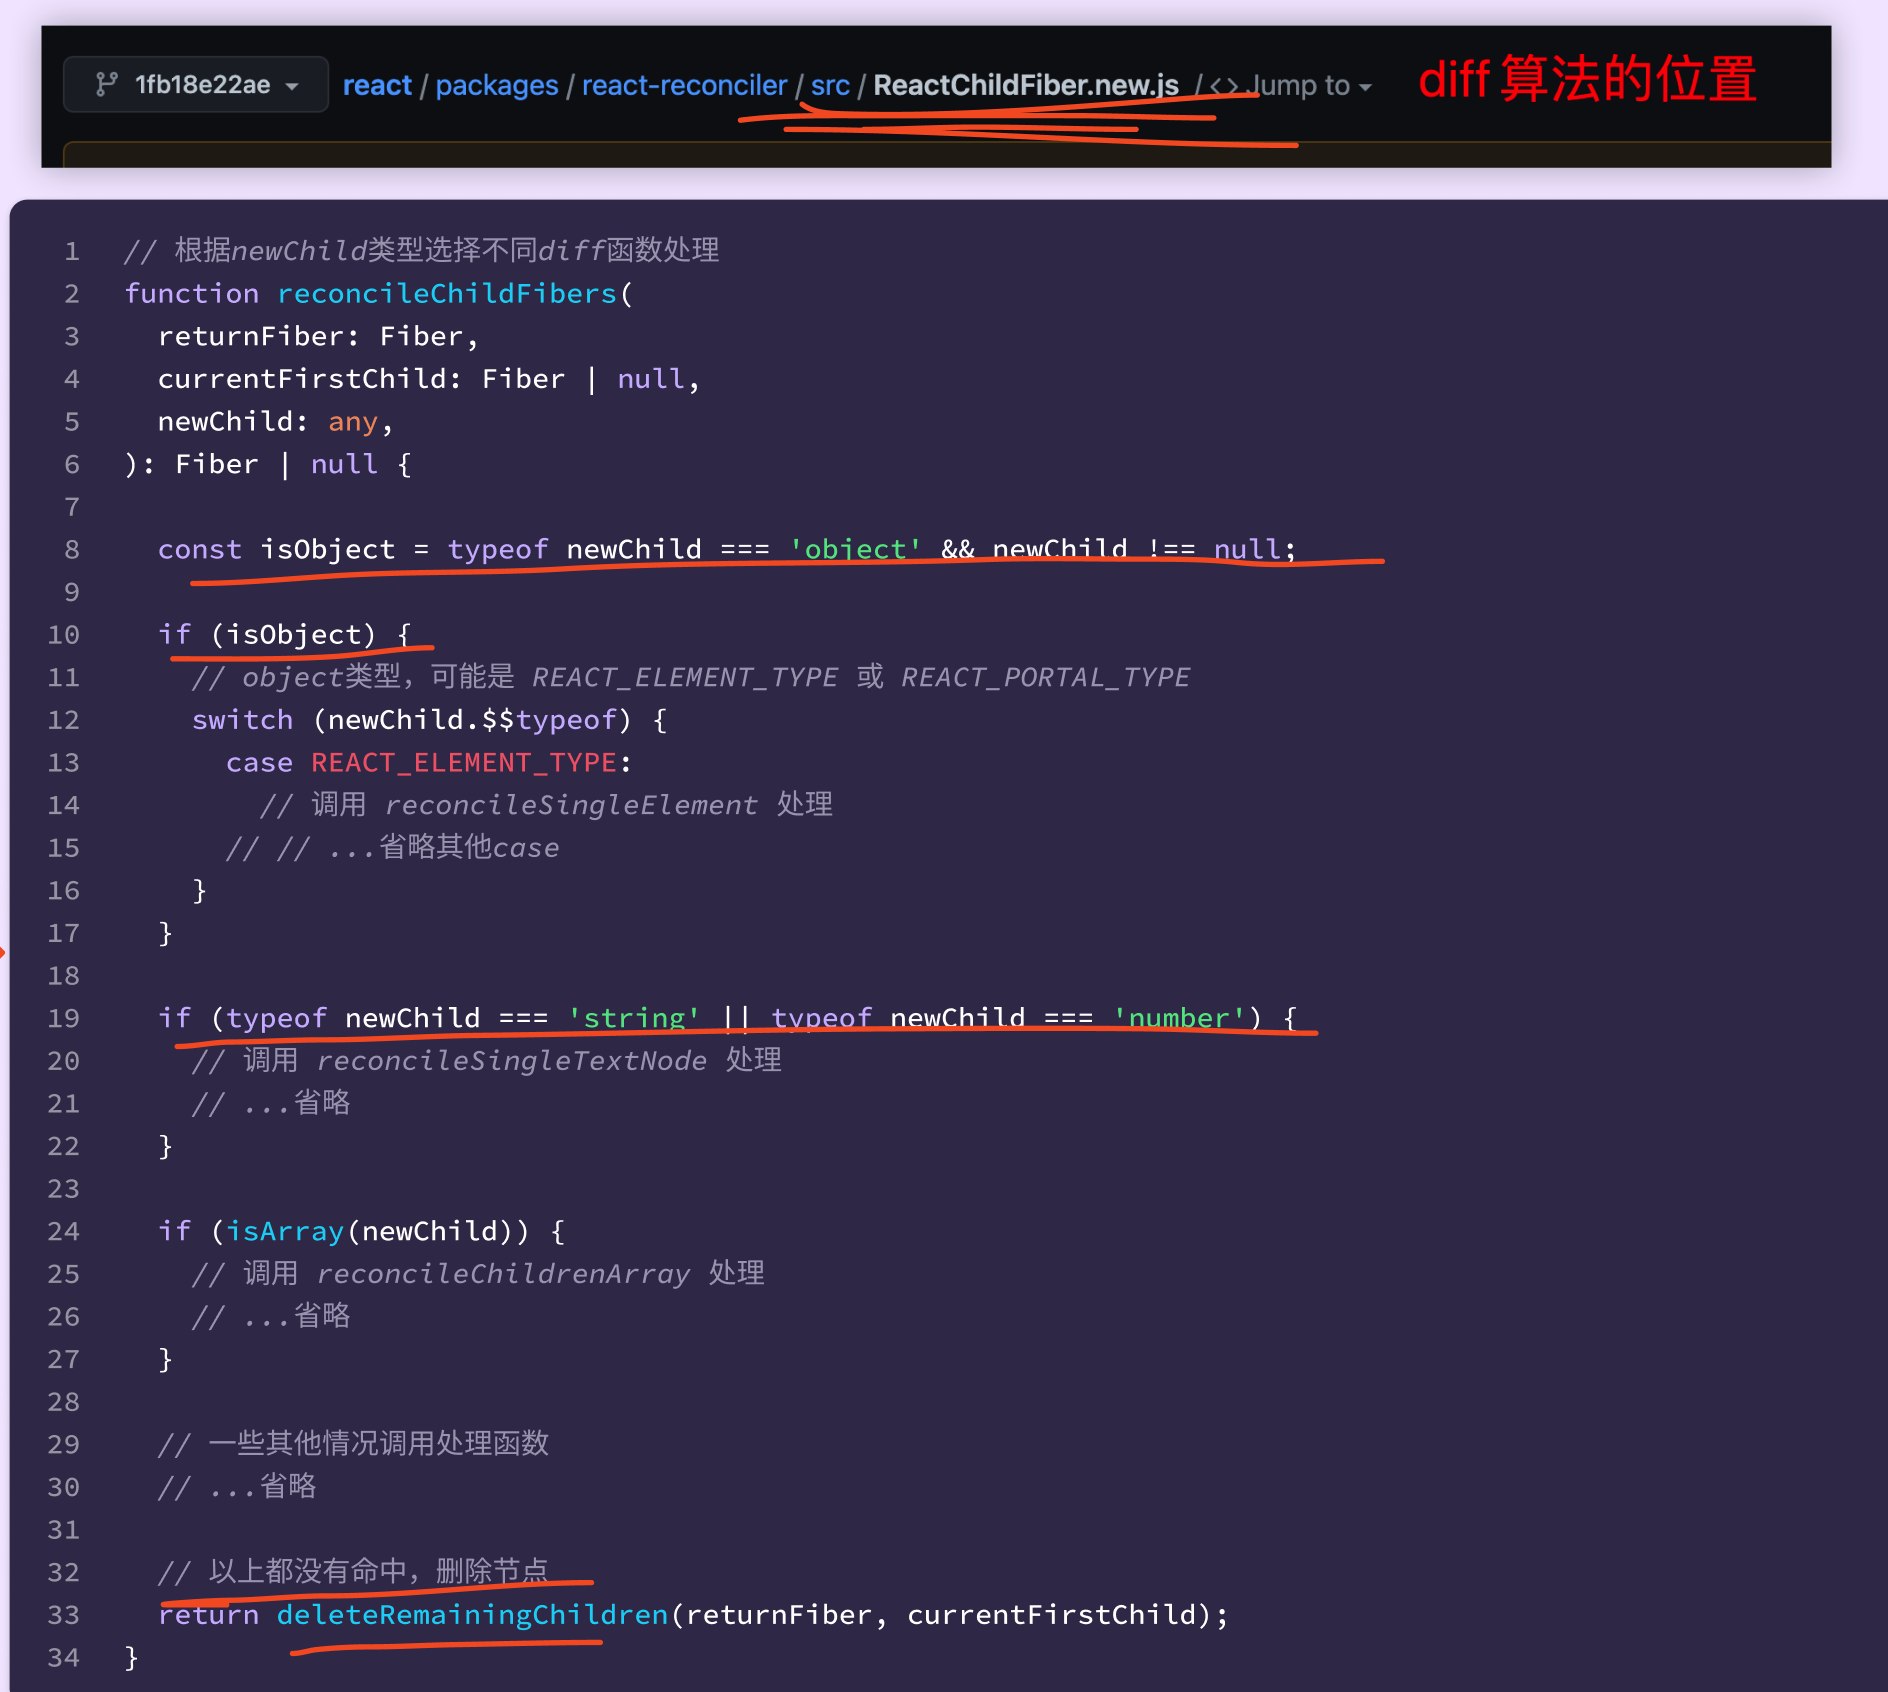 1fb18e22ae react / packages / react-reconciler / src / ReactChildFiber.new.js / <> Jump to diff 算法的位置
1 // 根据newChild类型选择不同diff函数处理
2 function reconcileChildFibers(
3 returnFiber: Fiber,
4 currentFirstChild: Fiber | null,
5 newChild: any,
6 ): Fiber | null {
7
8 const isObject = typeof newChild === 'object' && newChild !== null;
9
10 if (isObject) {
11 // object类型，可能是 REACT_ELEMENT_TYPE 或 REACT_PORTAL_TYPE
12 switch (newChild.$$typeof) {
13 case REACT_ELEMENT_TYPE:
14 // 调用 reconcileSingleElement 处理
15 // // ...省略其他case
16 }
17 }
18
19 if (typeof newChild === 'string' || typeof newChild === 'number') {
20 // 调用 reconcileSingleTextNode 处理
21 // ...省略
22 }
23
24 if (isArray(newChild)) {
25 // 调用 reconcileChildrenArray 处理
26 // ...省略
27 }
28
29 // 一些其他情况调用处理函数
30 // ...省略
31
32 // 以上都没有命中，删除节点
33 return deleteRemainingChildren(returnFiber, currentFirstChild);
34 }